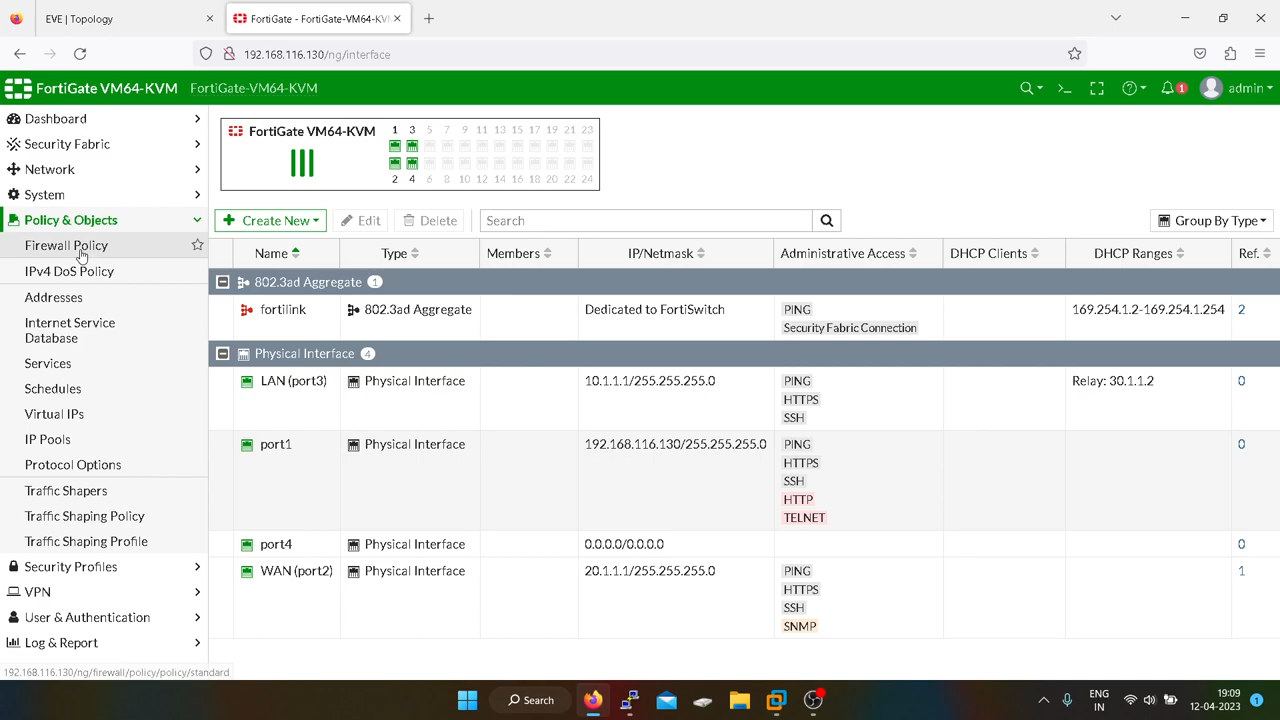 EVE | Topology
FortiGate - FortiGate-VM64-KVM
192.168.116.130/ng/interface
FortiGate VM64-KVM
FortiGate-VM64-KVM
1
admin
Dashboard
Security Fabric
Network
System
Policy & Objects
Firewall Policy
IPv4 DoS Policy
Addresses
Internet Service
Database
Services
Schedules
Virtual IPs
IP Pools
Protocol Options
Traffic Shapers
Traffic Shaping Policy
Traffic Shaping Profile
Security Profiles
VPN
User & Authentication
Log & Report
192.168.116.130/ng/firewall/policy/policy/standard
FortiGate VM64-KVM
1 3 5 7 9 11 13 15 17 19 21 23
2 4 6 8 10 12 14 16 18 20 22 24
Create New Edit Delete Search Group By Type
Name Type Members IP/Netmask Administrative Access DHCP Clients DHCP Ranges Ref.
802.3ad Aggregate 1
fortilink 802.3ad Aggregate Dedicated to FortiSwitch PING 169.254.1.2-169.254.1.254 2
Security Fabric Connection
Physical Interface 4
LAN (port3) Physical Interface 10.1.1.1/255.255.255.0 PING Relay: 30.1.1.2 0
HTTPS
SSH
port1 Physical Interface 192.168.116.130/255.255.255.0 PING 0
HTTPS
SSH
HTTP
TELNET
port4 Physical Interface 0.0.0.0/0.0.0.0 0
WAN (port2) Physical Interface 20.1.1.1/255.255.255.0 PING 1
HTTPS
SSH
SNMP
Search
ENG
IN
19:09
12-04-2023
1